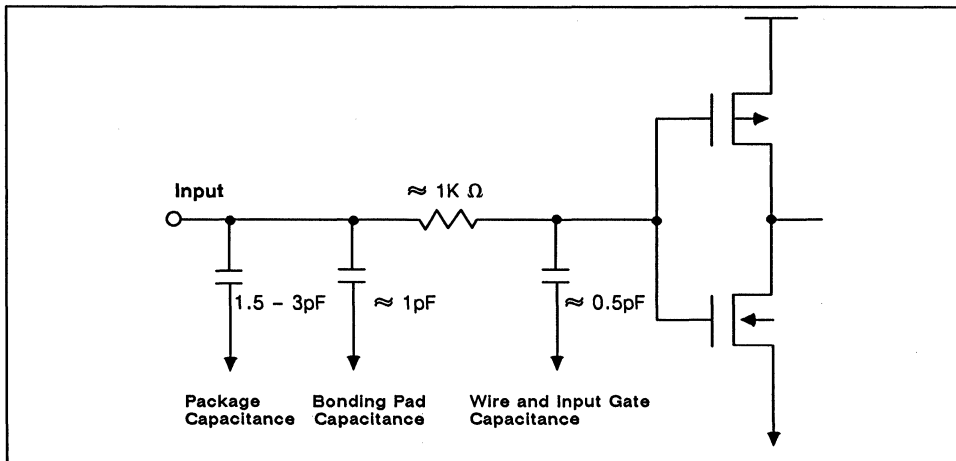 Input
≈ 1K Ω
1.5 – 3pF
≈ 1pF
≈ 0.5pF
Package
Capacitance
Bonding Pad
Capacitance
Wire and Input Gate
Capacitance